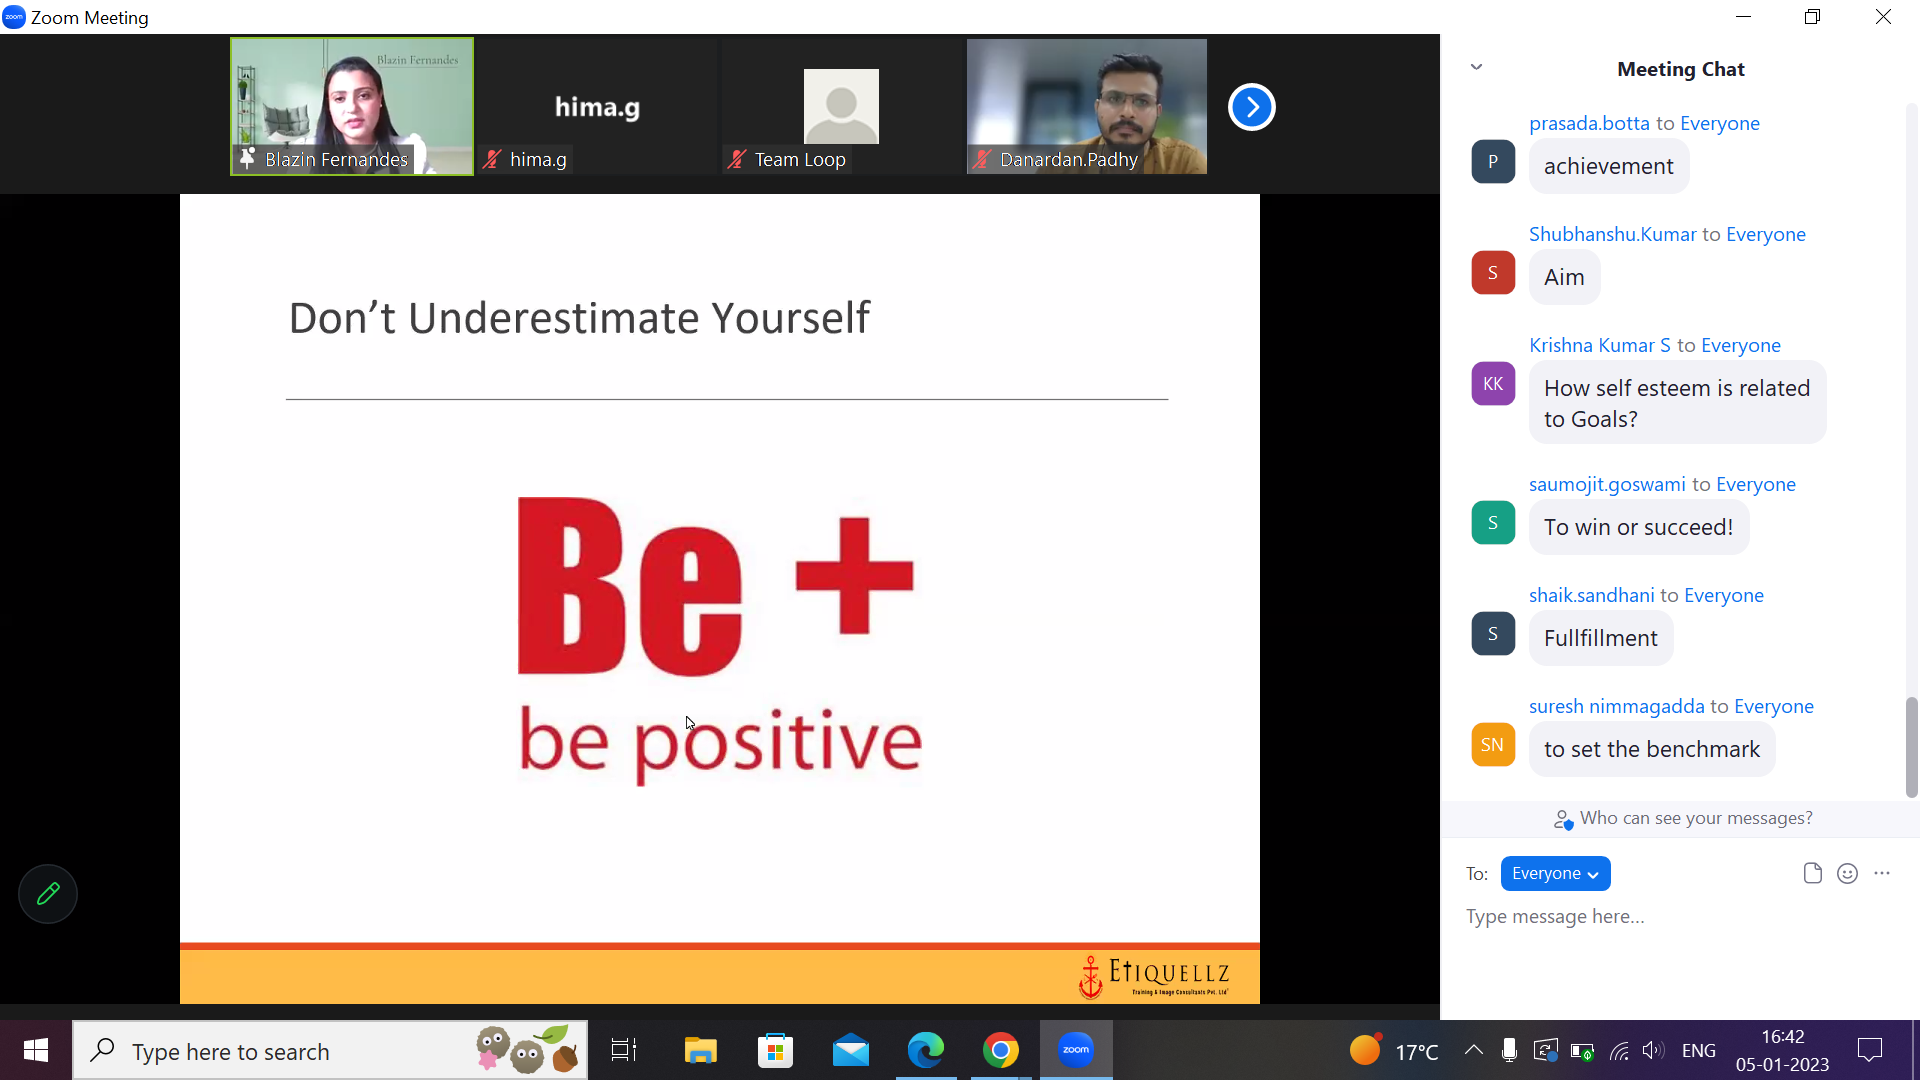 zoom
Zoom Meeting
Blazin Fernandes
Blazin Fernandes
hima.g
hima.g
Team Loop
Danardan.Padhy
Don’t Underestimate Yourself
Be +
be positive
ETIQUELLZ
Training & Image Consultants Pvt. Ltd
Meeting Chat
prasada.botta to Everyone
P
achievement
Shubhanshu.Kumar to Everyone
S
Aim
Krishna Kumar S to Everyone
KK
How self esteem is related
to Goals?
saumojit.goswami to Everyone
S
To win or succeed!
shaik.sandhani to Everyone
S
Fullfillment
suresh nimmagadda to Everyone
SN
to set the benchmark
Who can see your messages?
To: Everyone
Type message here...
Type here to search
zoom
17°C
ENG
16:42
05-01-2023